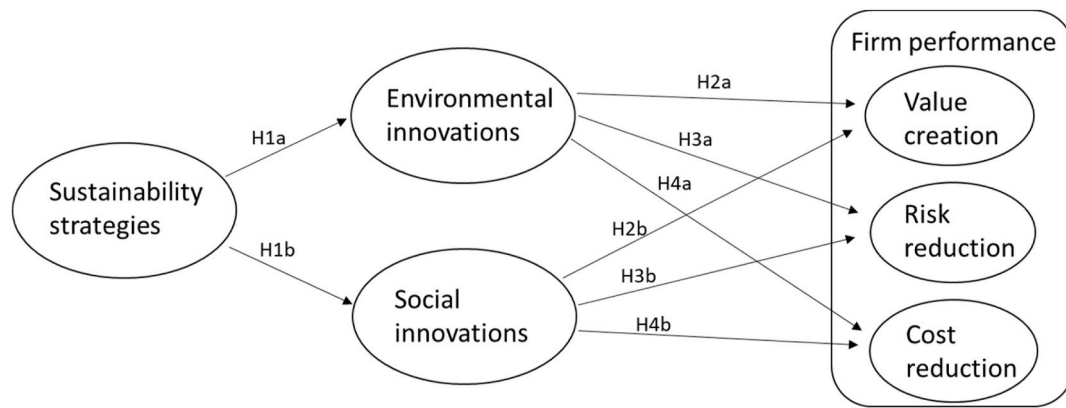 Firm performance
Environmental
innovations
H2a
Value
creation
H1a
H3a
Sustainability
strategies
H4a
H2b
Risk
reduction
H1b
H3b
Social
innovations
H4b
Cost
reduction